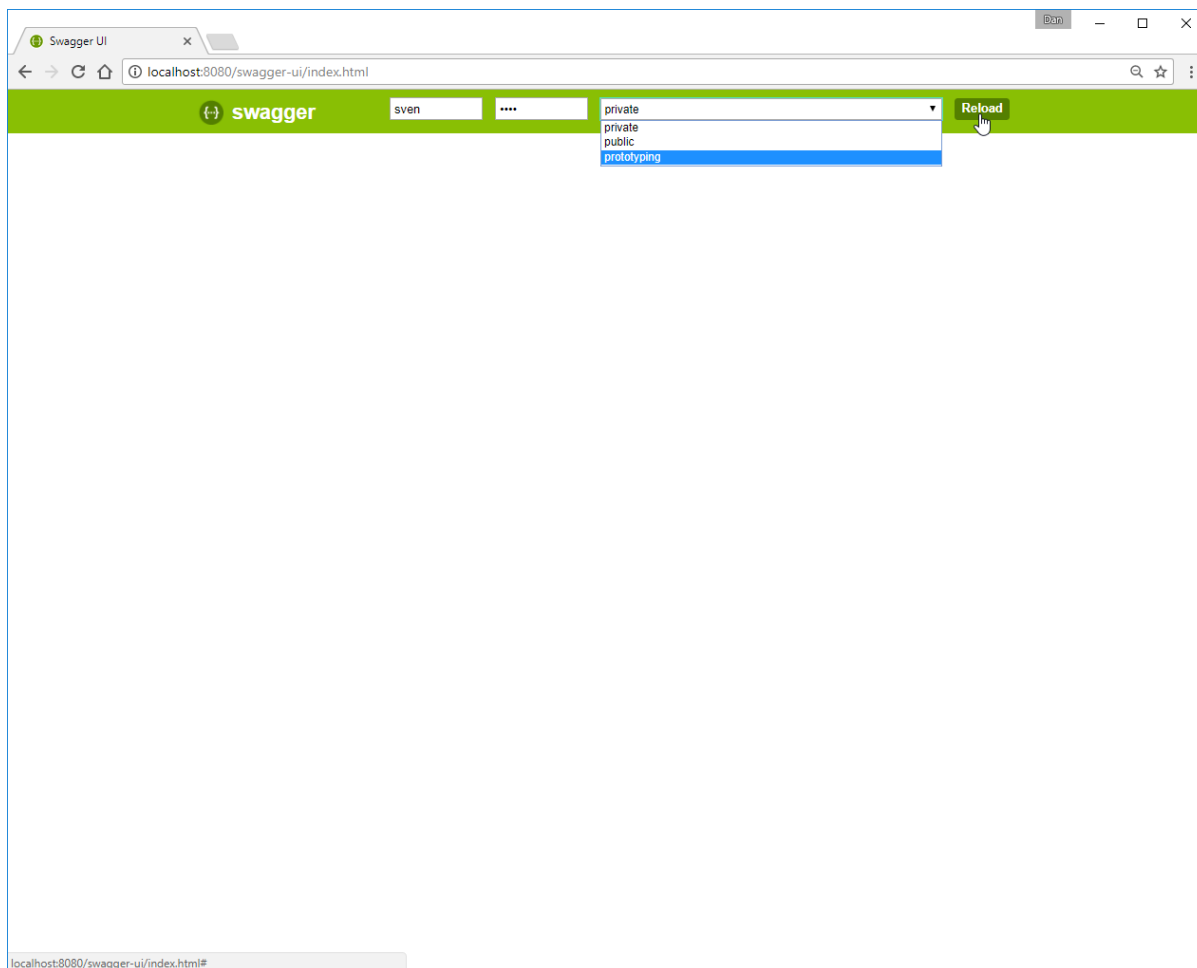 Dan
Swagger UI
localhost:8080/swagger-ui/index.html
swagger sven •••• private Reload
private
public
prototyping
localhost:8080/swagger-ui/index.html#